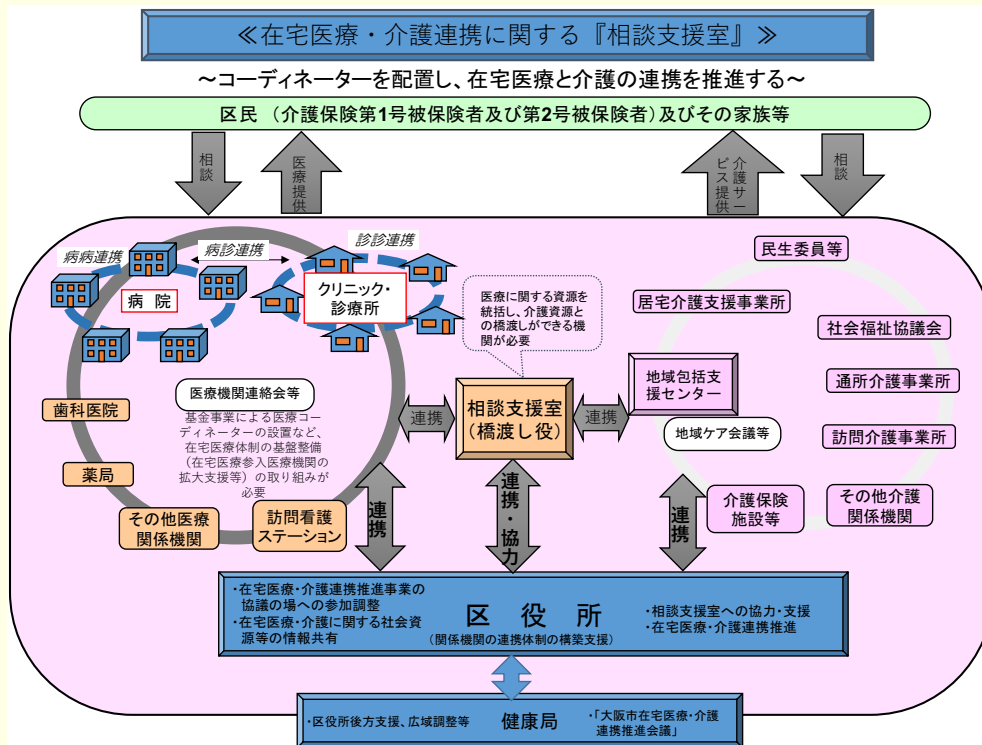 ≪在宅医療・介護連携に関する『相談支援室』≫
～コーディネーターを配置し、在宅医療と介護の連携を推進する～
区民 （介護保険第1号被保険者及び第2号被保険者）及びその家族等
相談
医療提供
介護サー
ビス提供
相談
病病連携
病診連携
診診連携
病 院
クリニック・
診療所
医療に関する資源を
統括し、介護資源と
の橋渡しができる機
関が必要
民生委員等
居宅介護支援事業所
社会福祉協議会
通所介護事業所
訪問介護事業所
その他介護
関係機関
介護保険
施設等
地域包括支
援センター
地域ケア会議等
医療機関連絡会等
基金事業による医療コー
ディネーターの設置など、
在宅医療体制の基盤整備
（在宅医療参入医療機関の
拡大支援等）の取り組みが
必要
歯科医院
薬局
その他医療
関係機関
訪問看護
ステーション
連携
相談支援室
（橋渡し役）
連携
連携
連携・協力
連携
・在宅医療・介護連携推進事業の
協議の場への参加調整
・在宅医療・介護に関する社会資
源等の情報共有
区 役 所
（関係機関の連携体制の構築支援）
・相談支援室への協力・支援
・在宅医療・介護連携推進
・区役所後方支援、広域調整等
健康局
・「大阪市在宅医療・介護
連携推進会議」